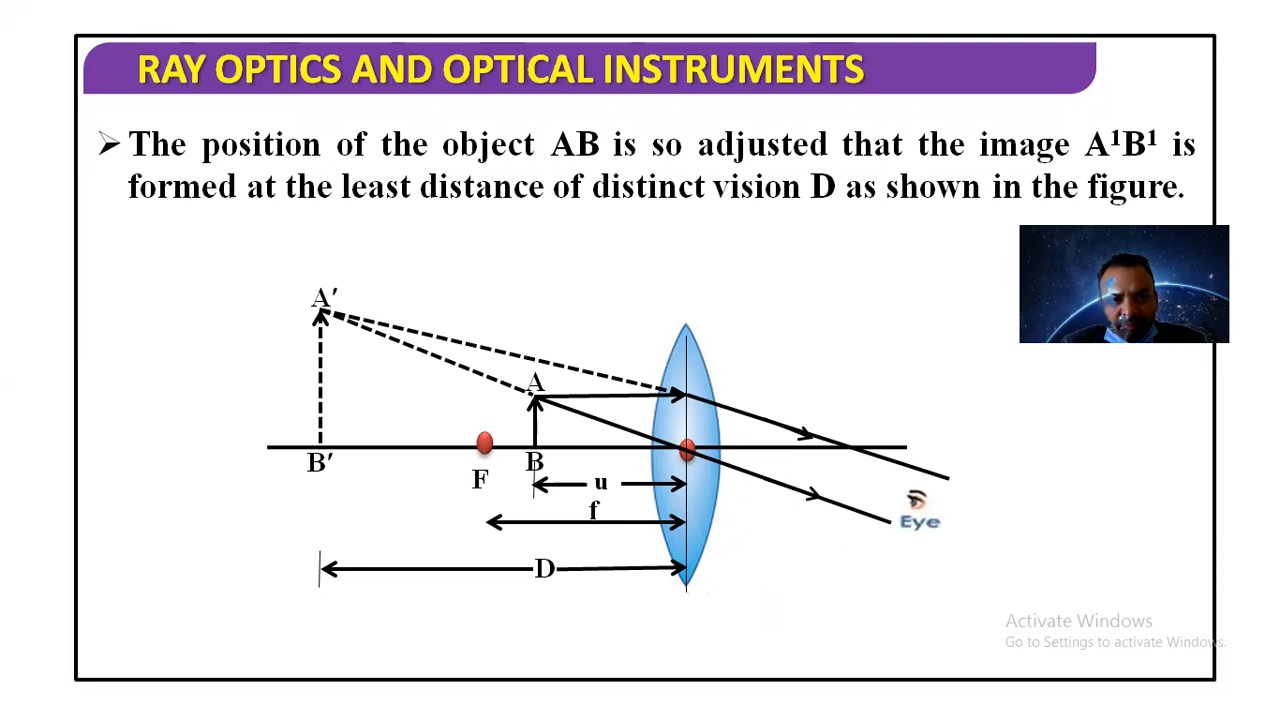 RAY OPTICS AND OPTICAL INSTRUMENTS
➢ The position of the object AB is so adjusted that the image A¹B¹ is
formed at the least distance of distinct vision D as shown in the figure.
A′
A
B′
F
B
u
f
D
Eye
Activate Windows
Go to Settings to activate Windows.